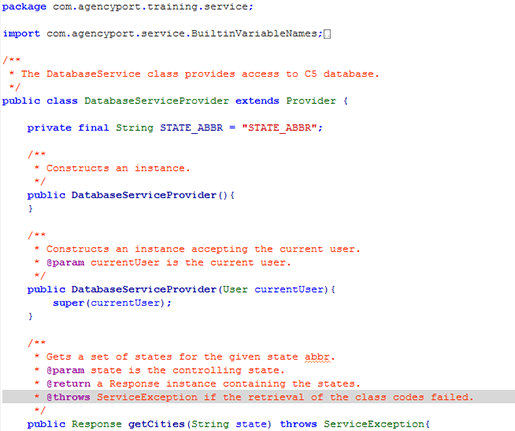 package com.agencyport.training.service;
import com.agencyport.service.BuiltinVariableNames;
/**
 * The DatabaseService class provides access to C5 database.
 */
public class DatabaseServiceProvider extends Provider {
private final String STATE_ABBR = "STATE_ABBR";
/**
 * Constructs an instance.
 */
public DatabaseServiceProvider(){
}
/**
 * Constructs an instance accepting the current user.
 * @param currentUser is the current user.
 */
public DatabaseServiceProvider(User currentUser){
super(currentUser);
}
/**
 * Gets a set of states for the given state abbr.
 * @param state is the controlling state.
 * @return a Response instance containing the states.
 * @throws ServiceException if the retrieval of the class codes failed.
 */
public Response getCities(String state) throws ServiceException{